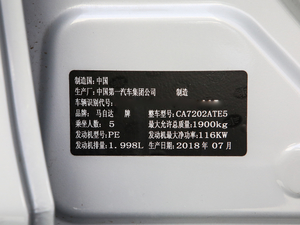 制造国：中国
生产厂：中国第一汽车集团公司 制造
车辆识别代号：
品牌：马自达 牌 整车型号：CA7202ATE5
乘坐人数：5 最大允许总质量：1900kg
发动机型号：PE 发动机最大净功率：116KW
发动机排量：1.998L 生产日期：2018年07月